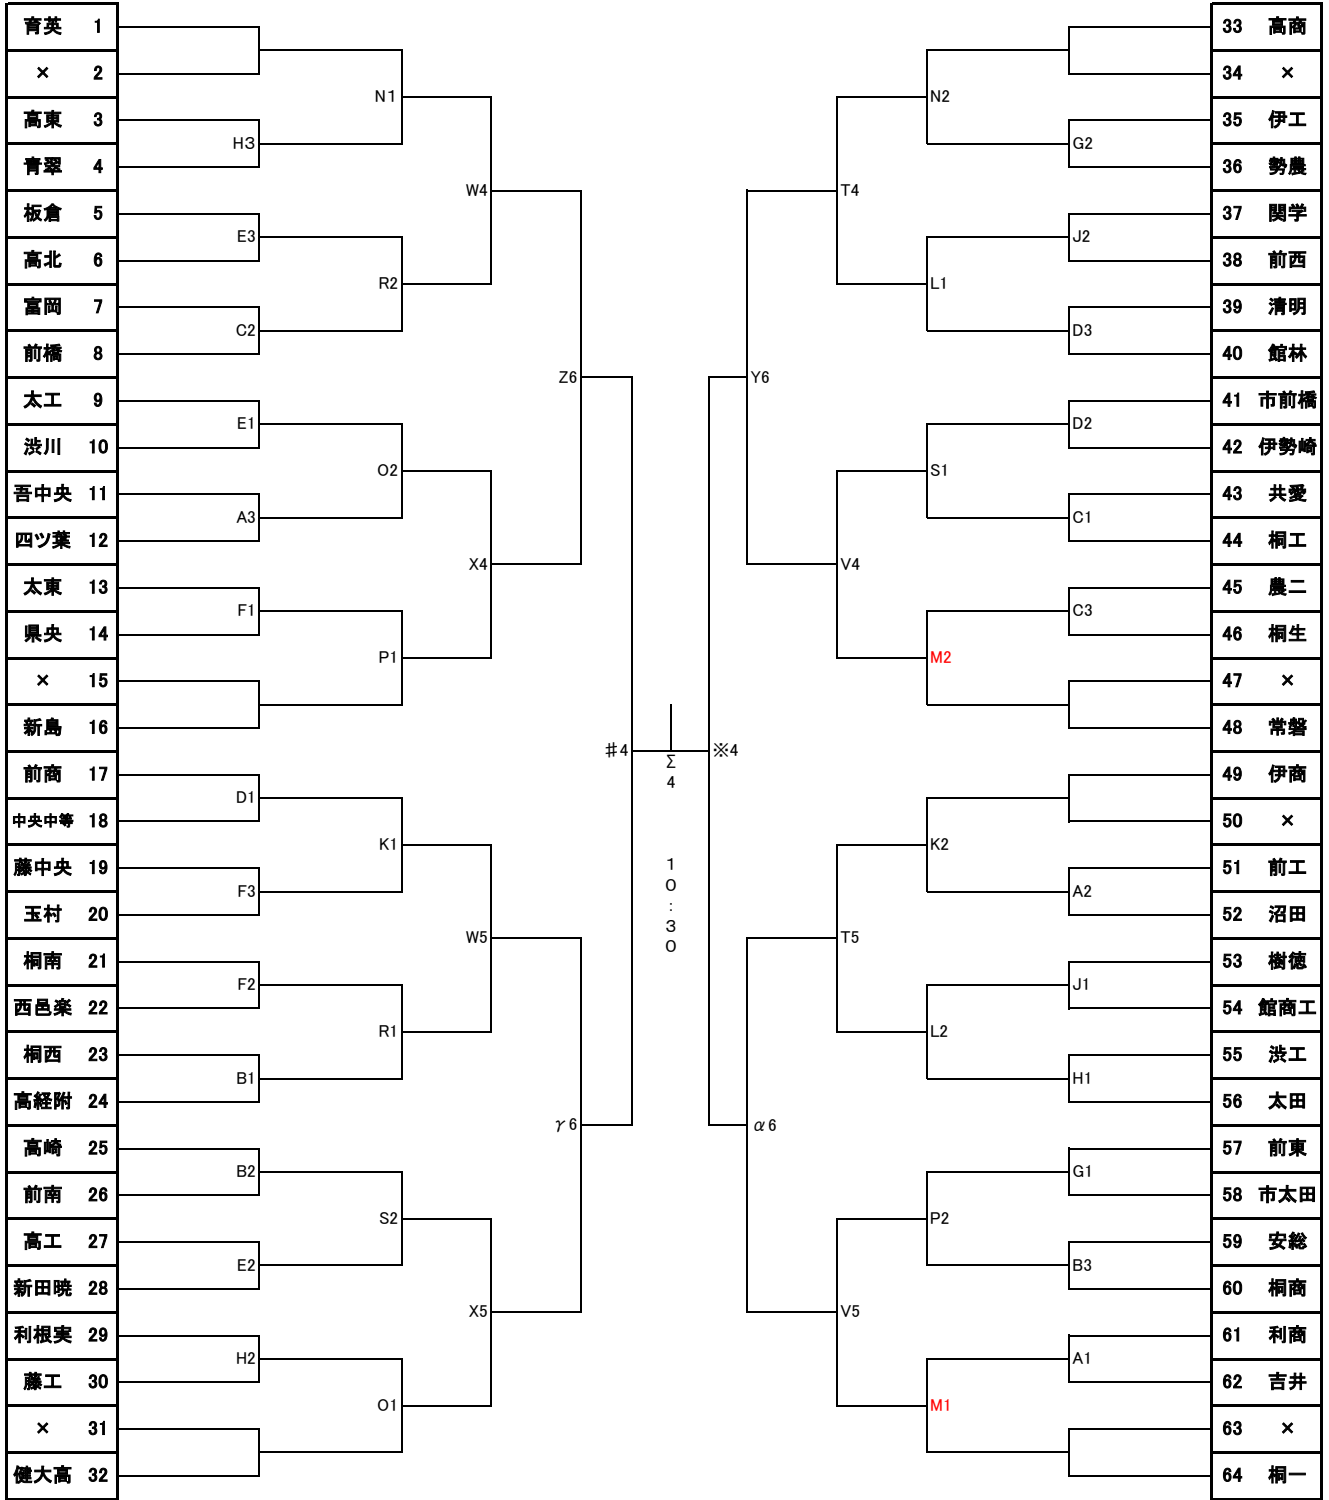 育英 1
× 2
高東 3
青翠 4
板倉 5
高北 6
富岡 7
前橋 8
太工 9
渋川 10
吾中央 11
四ツ葉 12
太東 13
県央 14
× 15
新島 16
前商 17
中央中等 18
藤中央 19
玉村 20
桐南 21
西邑楽 22
桐西 23
高経附 24
高崎 25
前南 26
高工 27
新田暁 28
利根実 29
藤工 30
× 31
健大高 32
H3
E3
C2
E1
A3
F1
D1
F3
F2
B1
B2
E2
H2
N1
R2
O2
P1
K1
R1
S2
O1
W4
X4
W5
X5
Z6
γ6
♯4
Σ
4
10:30
※4
Y6
α6
T4
V4
T5
V5
N2
L1
S1
M2
K2
L2
P2
M1
G2
J2
D3
D2
C1
C3
A2
J1
H1
G1
B3
A1
33 高商
34 ×
35 伊工
36 勢農
37 関学
38 前西
39 清明
40 館林
41 市前橋
42 伊勢崎
43 共愛
44 桐工
45 農二
46 桐生
47 ×
48 常磐
49 伊商
50 ×
51 前工
52 沼田
53 樹徳
54 館商工
55 渋工
56 太田
57 前東
58 市太田
59 安総
60 桐商
61 利商
62 吉井
63 ×
64 桐一